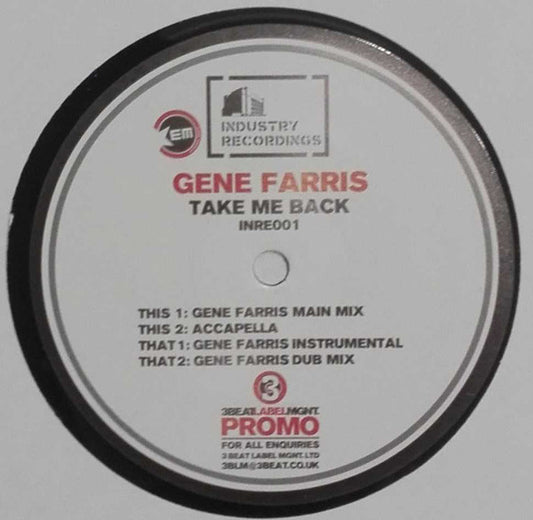 3EM
INDUSTRY
RECORDINGS
GENE FARRIS
TAKE ME BACK
INRE001
THIS 1: GENE FARRIS MAIN MIX
THIS 2: ACCAPELLA
THAT 1: GENE FARRIS INSTRUMENTAL
THAT 2: GENE FARRIS DUB MIX
3
3BEATLABELMGNT.
PROMO
FOR ALL ENQUIRIES
3 BEAT LABEL MGNT. LTD
3BLM@3BEAT.CO.UK